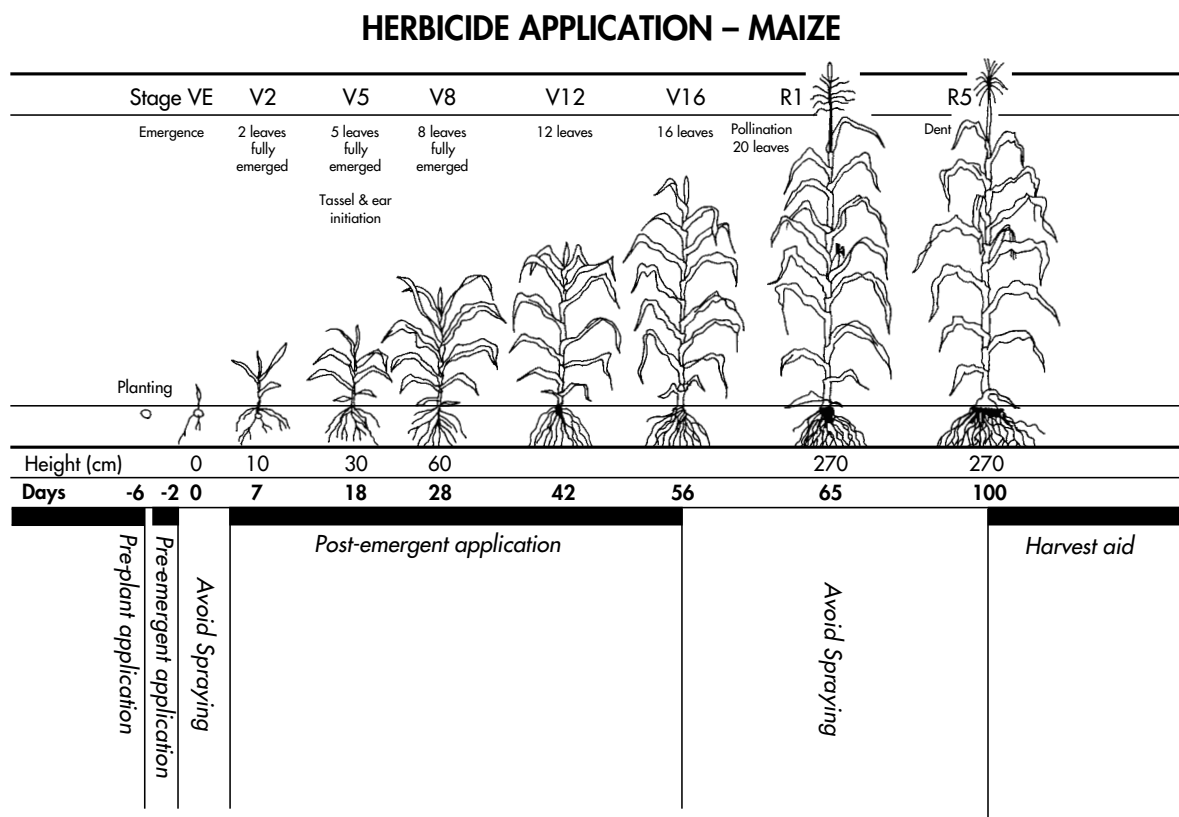 HERBICIDE APPLICATION – MAIZE
Stage VE V2 V5 V8 V12 V16 R1 R5
Emergence
2 leaves
fully
emerged
5 leaves
fully
emerged
Tassel & ear
initiation
8 leaves
fully
emerged
12 leaves
16 leaves
Pollination
20 leaves
Dent
Planting
Height (cm) 0 10 30 60 270 270
Days -6 -2 0 7 18 28 42 56 65 100
Pre-plant application
Pre-emergent application
Avoid Spraying
Post-emergent application
Avoid Spraying
Harvest aid